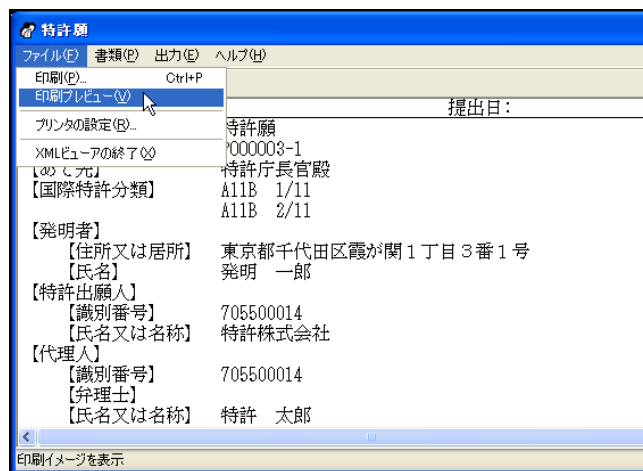 特許願
ファイル(F) 書類(P) 出力(E) ヘルプ(H)
印刷(P)... Ctrl+P
印刷プレビュー(V)
プリンタの設定(R)...
XMLビューアの終了(X)
提出日:
特許願
P000003-1
【あて先】 特許庁長官殿
【国際特許分類】 A11B 1/11
A11B 2/11
【発明者】
【住所又は居所】 東京都千代田区霞が関1丁目3番1号
【氏名】 発明 一郎
【特許出願人】
【識別番号】 705500014
【氏名又は名称】 特許株式会社
【代理人】
【識別番号】 705500014
【弁理士】
【氏名又は名称】 特許 太郎
印刷イメージを表示